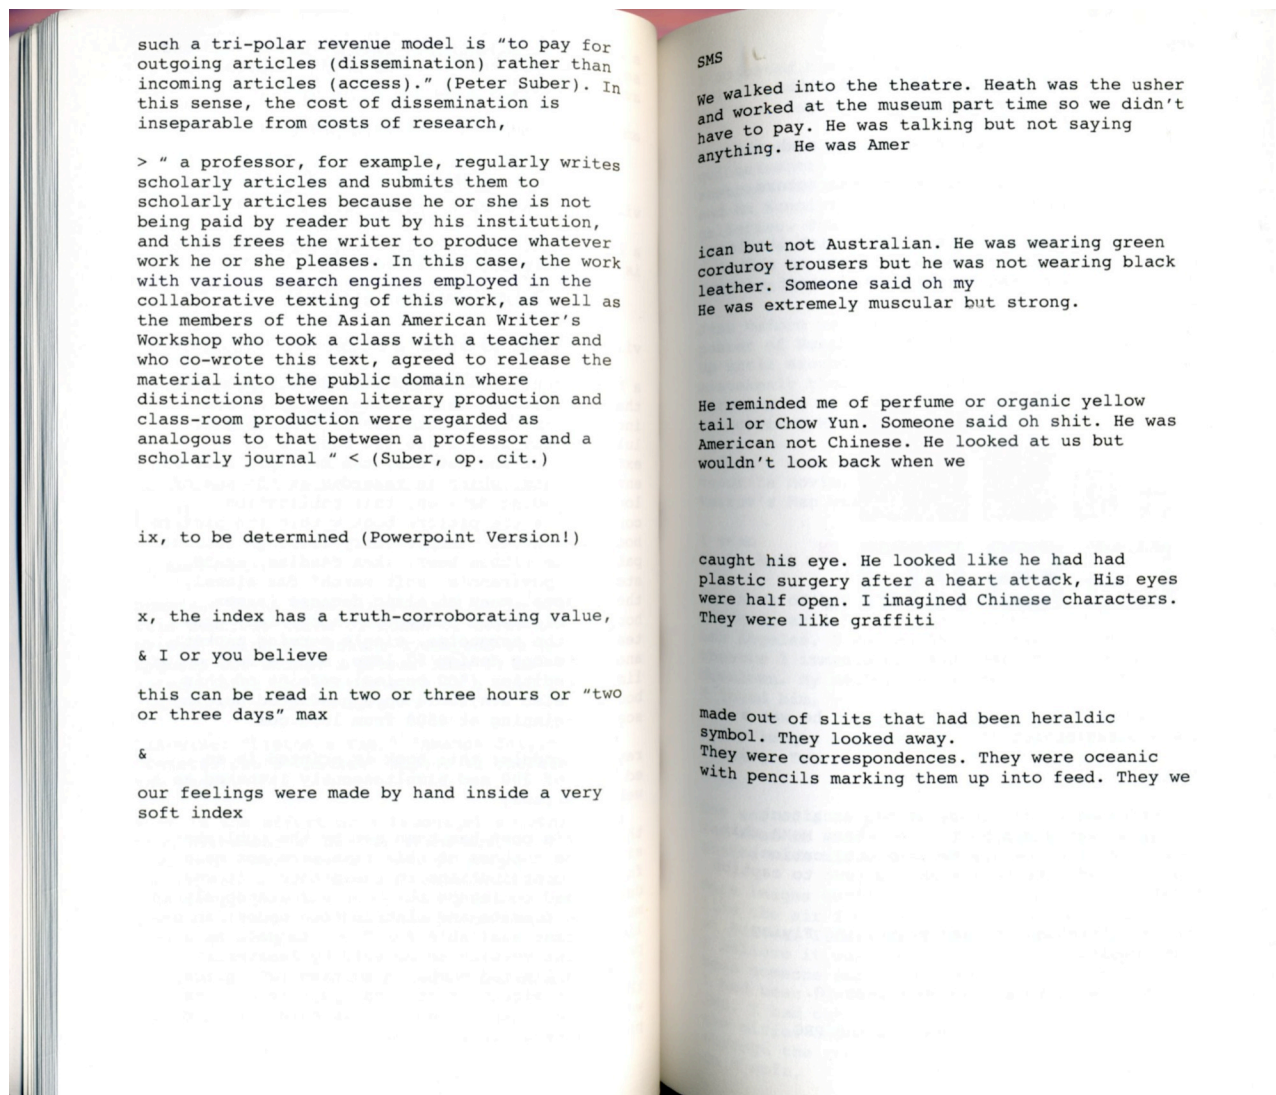 such a tri-polar revenue model is "to pay for
outgoing articles (dissemination) rather than
incoming articles (access)." (Peter Suber). In
this sense, the cost of dissemination is
inseparable from costs of research,
> " a professor, for example, regularly writes
scholarly articles and submits them to
scholarly articles because he or she is not
being paid by reader but by his institution,
and this frees the writer to produce whatever
work he or she pleases. In this case, the work
with various search engines employed in the
collaborative texting of this work, as well as
the members of the Asian American Writer's
Workshop who took a class with a teacher and
who co-wrote this text, agreed to release the
material into the public domain where
distinctions between literary production and
class-room production were regarded as
analogous to that between a professor and a
scholarly journal " < (Suber, op. cit.)
ix, to be determined (Powerpoint Version!)
x, the index has a truth-corroborating value,
& I or you believe
this can be read in two or three hours or "two
or three days" max
&
our feelings were made by hand inside a very
soft index
SMS
We walked into the theatre. Heath was the usher
and worked at the museum part time so we didn't
have to pay. He was talking but not saying
anything. He was Amer
ican but not Australian. He was wearing green
corduroy trousers but he was not wearing black
leather. Someone said oh my
He was extremely muscular but strong.
He reminded me of perfume or organic yellow
tail or Chow Yun. Someone said oh shit. He was
American not Chinese. He looked at us but
wouldn't look back when we
caught his eye. He looked like he had had
plastic surgery after a heart attack, His eyes
were half open. I imagined Chinese characters.
They were like graffiti
made out of slits that had been heraldic
symbol. They looked away.
They were correspondences. They were oceanic
with pencils marking them up into feed. They we